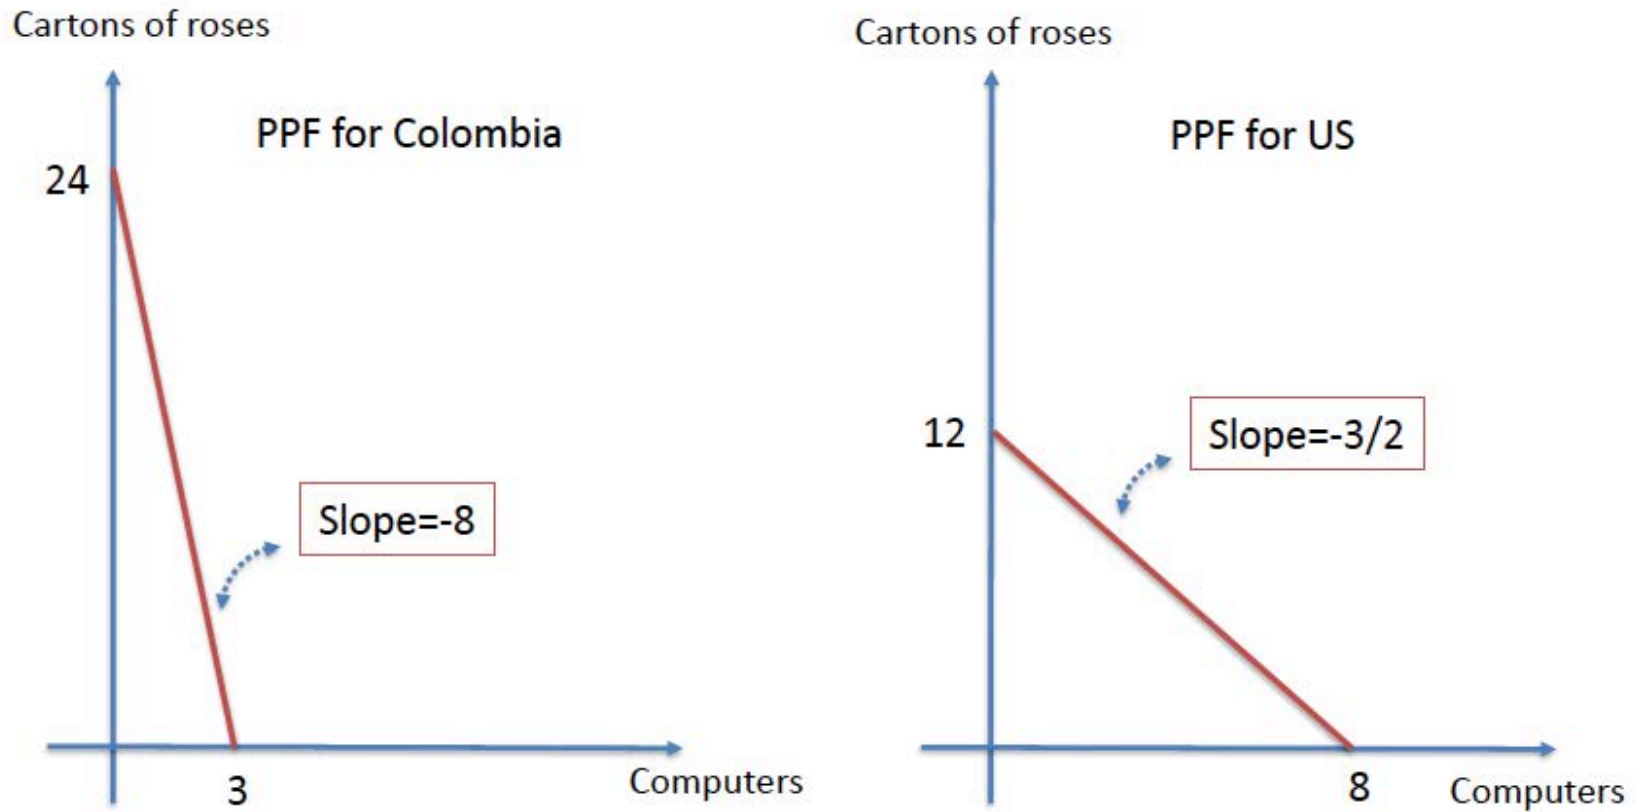 Cartons of roses
PPF for Colombia
24
Slope=-8
3
Computers
Cartons of roses
PPF for US
12
Slope=-3/2
8
Computers